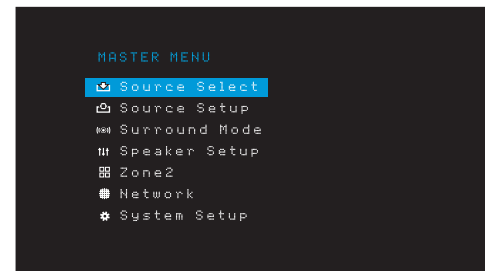 MASTER MENU
Source Select
Source Setup
Surround Mode
Speaker Setup
Zone2
Network
System Setup